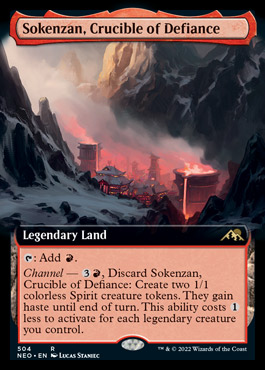 Sokenzan, Crucible of Defiance
Legendary Land
: Add .
Channel — 3, Discard Sokenzan,
Crucible of Defiance: Create two 1/1
colorless Spirit creature tokens. They gain
haste until end of turn. This ability costs 1
less to activate for each legendary creature
you control.
504 R
NEO • EN LUCAS STANIEC
™ & © 2022 Wizards of the Coast